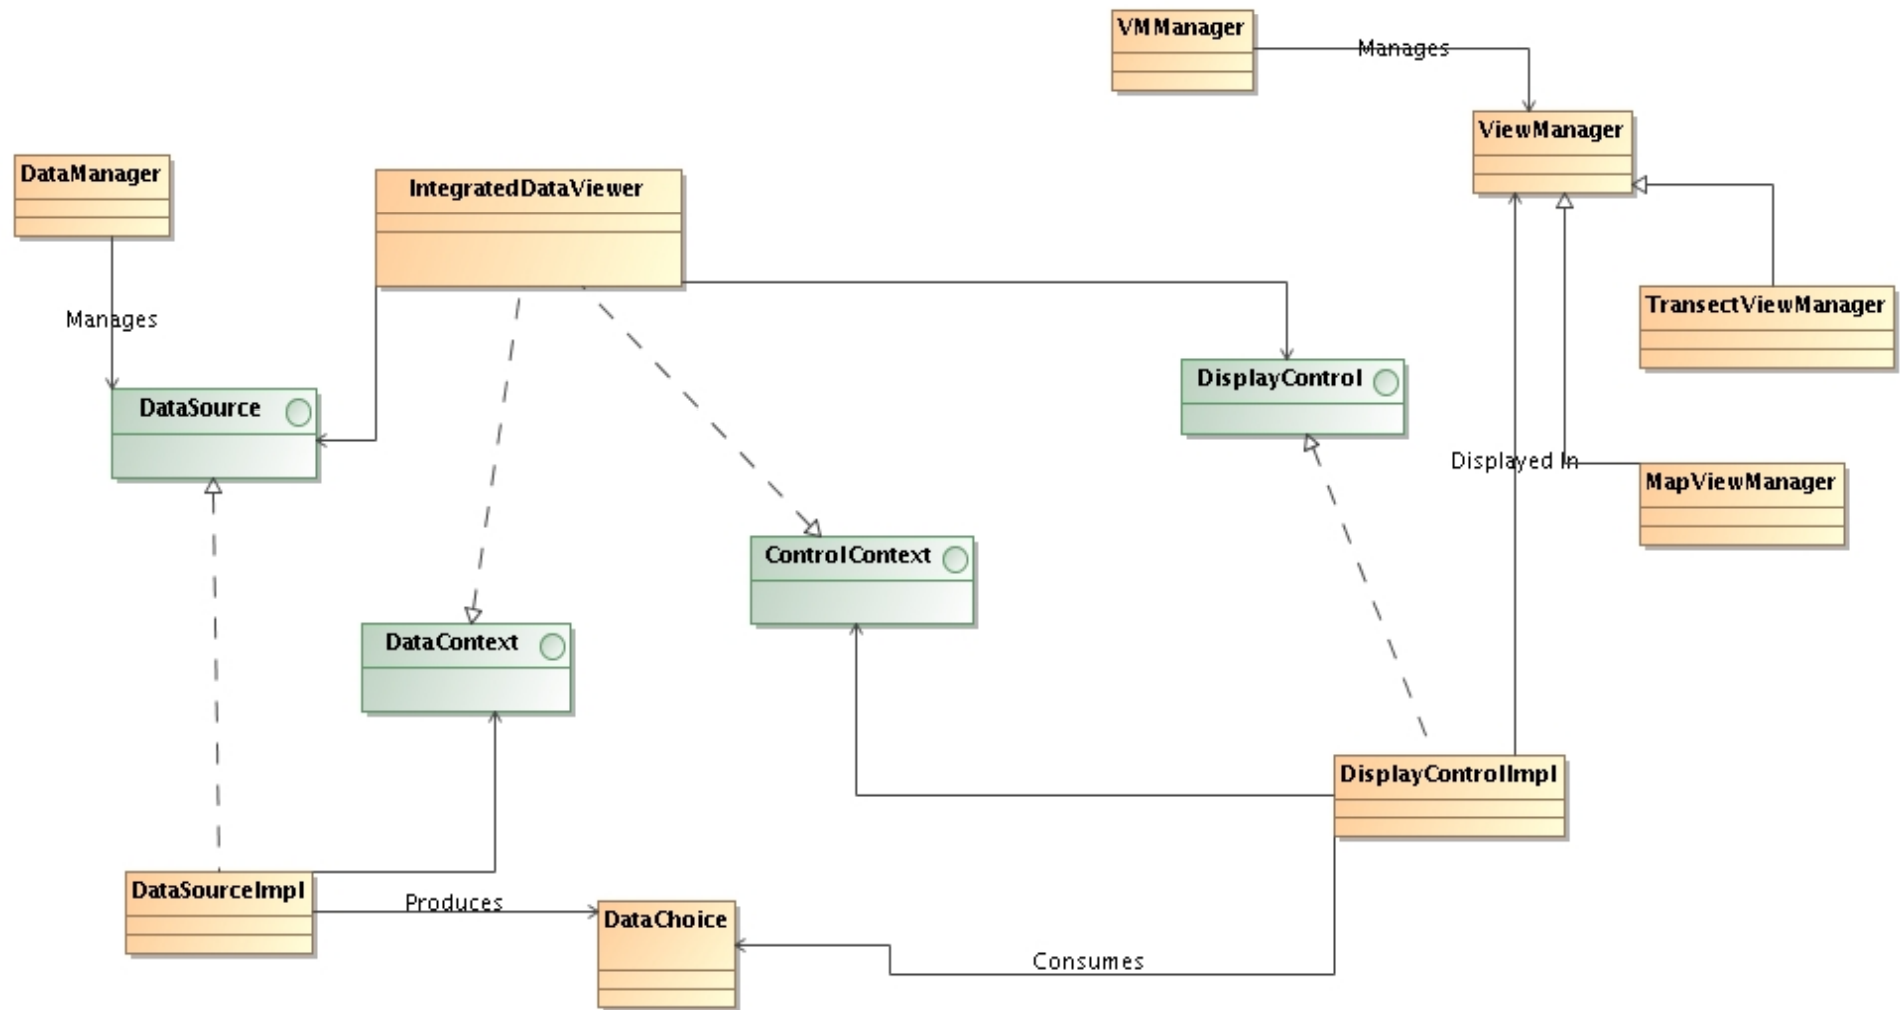 VMManager
Manages
ViewManager
DataManager
IntegratedDataViewer
TransectViewManager
Manages
DisplayControl
DataSource
Displayed In
MapViewManager
ControlContext
DataContext
DisplayControlImpl
DataSourceImpl
Produces
DataChoice
Consumes